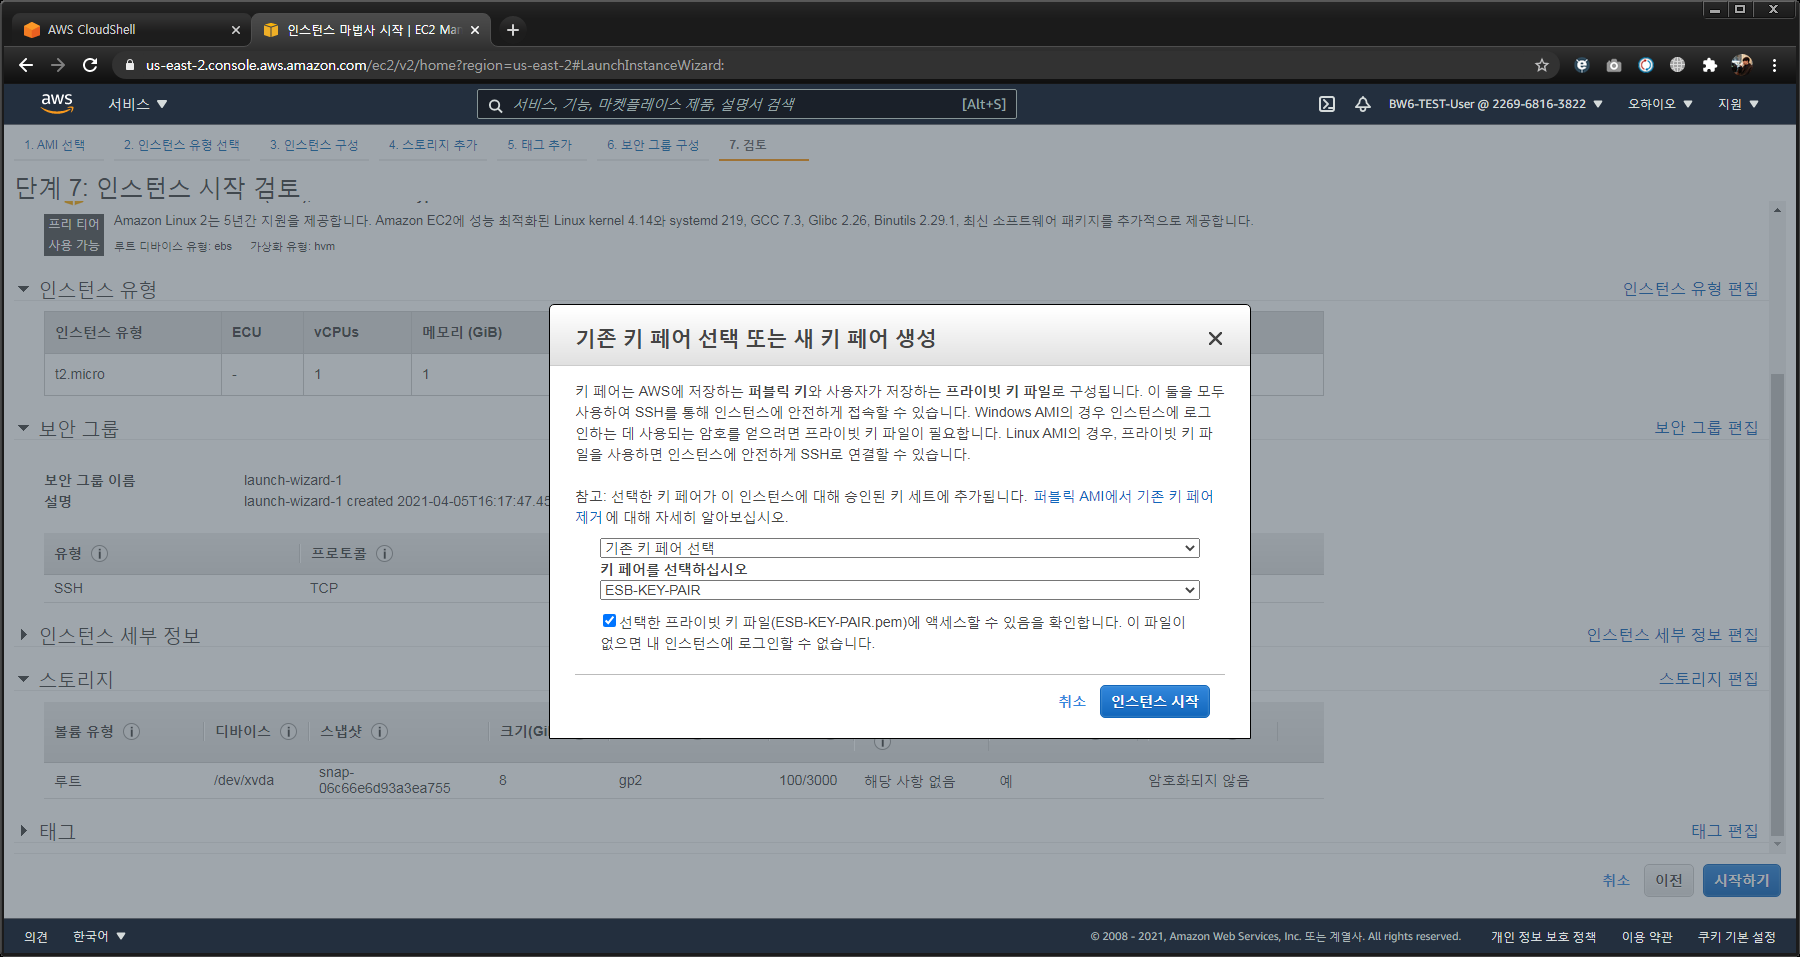 AWS CloudShell
인스턴스 마법사 시작 | EC2 Man
us-east-2.console.aws.amazon.com/ec2/v2/home?region=us-east-2#LaunchInstanceWizard:
aws
서비스
서비스, 기능, 마켓플레이스 제품, 설명서 검색
[Alt+S]
BW6-TEST-User @ 2269-6816-3822
오하이오
지원
1. AMI 선택
2. 인스턴스 유형 선택
3. 인스턴스 구성
4. 스토리지 추가
5. 태그 추가
6. 보안 그룹 구성
7. 검토
단계 7: 인스턴스 시작 검토
프리 티어
사용 가능
Amazon Linux 2는 5년간 지원을 제공합니다. Amazon EC2에 성능 최적화된 Linux kernel 4.14와 systemd 219, GCC 7.3, Glibc 2.26, Binutils 2.29.1, 최신 소프트웨어 패키지를 추가적으로 제공합니다.
루트 디바이스 유형: ebs 가상화 유형: hvm
인스턴스 유형
인스턴스 유형 편집
인스턴스 유형 ECU vCPUs 메모리 (GiB)
t2.micro - 1 1
보안 그룹
보안 그룹 편집
보안 그룹 이름 launch-wizard-1
설명 launch-wizard-1 created 2021-04-05T16:17:47.45
유형 프로토콜
SSH TCP
인스턴스 세부 정보
인스턴스 세부 정보 편집
스토리지
스토리지 편집
볼륨 유형 디바이스 스냅샷 크기(Gi
루트 /dev/xvda snap-
06c66e6d93a3ea755 8 gp2 100/3000 해당 사항 없음 예 암호화되지 않음
태그
태그 편집
취소 이전 시작하기
기존 키 페어 선택 또는 새 키 페어 생성
키 페어는 AWS에 저장하는 퍼블릭 키와 사용자가 저장하는 프라이빗 키 파일로 구성됩니다. 이 둘을 모두
사용하여 SSH를 통해 인스턴스에 안전하게 접속할 수 있습니다. Windows AMI의 경우 인스턴스에 로그
인하는 데 사용되는 암호를 얻으려면 프라이빗 키 파일이 필요합니다. Linux AMI의 경우, 프라이빗 키 파
일을 사용하면 인스턴스에 안전하게 SSH로 연결할 수 있습니다.
참고: 선택한 키 페어가 이 인스턴스에 대해 승인된 키 세트에 추가됩니다. 퍼블릭 AMI에서 기존 키 페어
제거 에 대해 자세히 알아보십시오.
기존 키 페어 선택
키 페어를 선택하십시오
ESB-KEY-PAIR
선택한 프라이빗 키 파일(ESB-KEY-PAIR.pem)에 액세스할 수 있음을 확인합니다. 이 파일이
없으면 내 인스턴스에 로그인할 수 없습니다.
취소 인스턴스 시작
의견 한국어
© 2008 - 2021, Amazon Web Services, Inc. 또는 계열사. All rights reserved. 개인 정보 보호 정책 이용 약관 쿠키 기본 설정